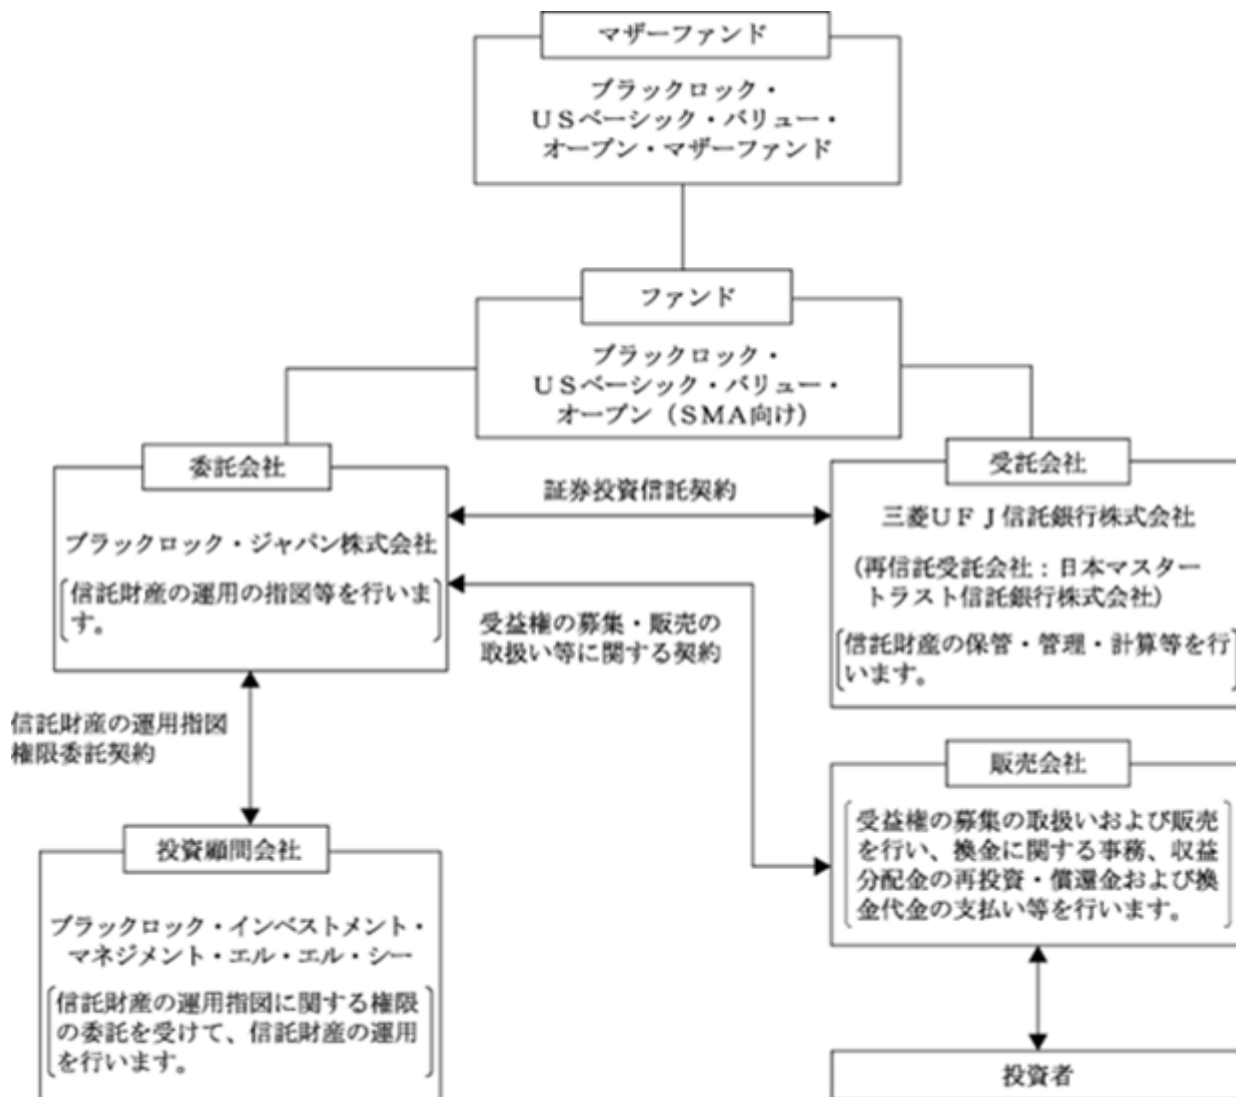 マザーファンド
ブラックロック・
ＵＳベーシック・バリュー・
オープン・マザーファンド
ファンド
ブラックロック・
ＵＳベーシック・バリュー・
オープン（ＳＭＡ向け）
委託会社
ブラックロック・ジャパン株式会社
信託財産の運用の指図等を行いま
す。
証券投資信託契約
受益権の募集・販売の
取扱い等に関する契約
受託会社
三菱ＵＦＪ信託銀行株式会社
（再信託受託会社：日本マスター
トラスト信託銀行株式会社）
信託財産の保管・管理・計算等を行
います。
信託財産の運用指図
権限委託契約
販売会社
受益権の募集の取扱いおよび販売
を行い、換金に関する事務、収益
分配金の再投資・償還金および換
金代金の支払い等を行います。
投資顧問会社
ブラックロック・インベストメント・
マネジメント・エル・エル・シー
信託財産の運用指図に関する権限
の委託を受けて、信託財産の運用
を行います。
投資者